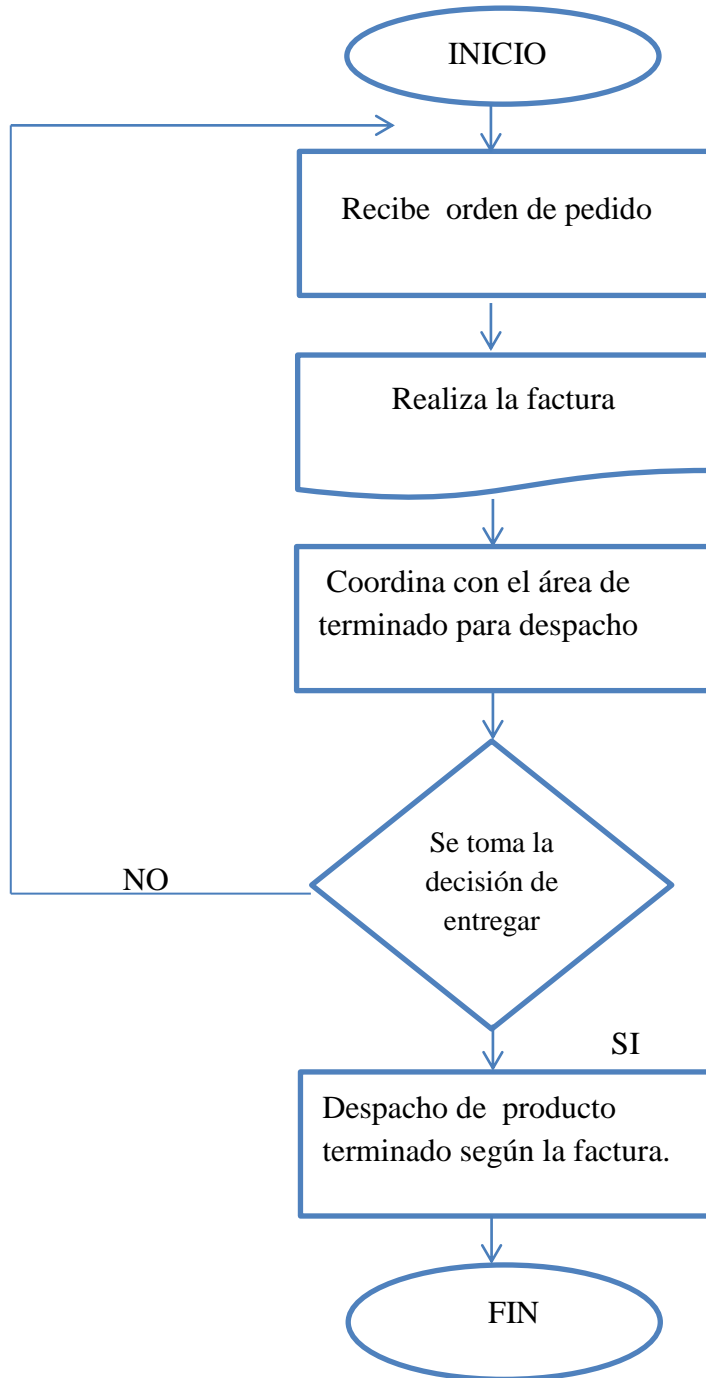 INICIO
Recibe  orden de pedido
Realiza la factura
Coordina con el área de
terminado para despacho
Se toma la
decisión de
entregar
NO
SI
Despacho de  producto
terminado según la factura.
FIN